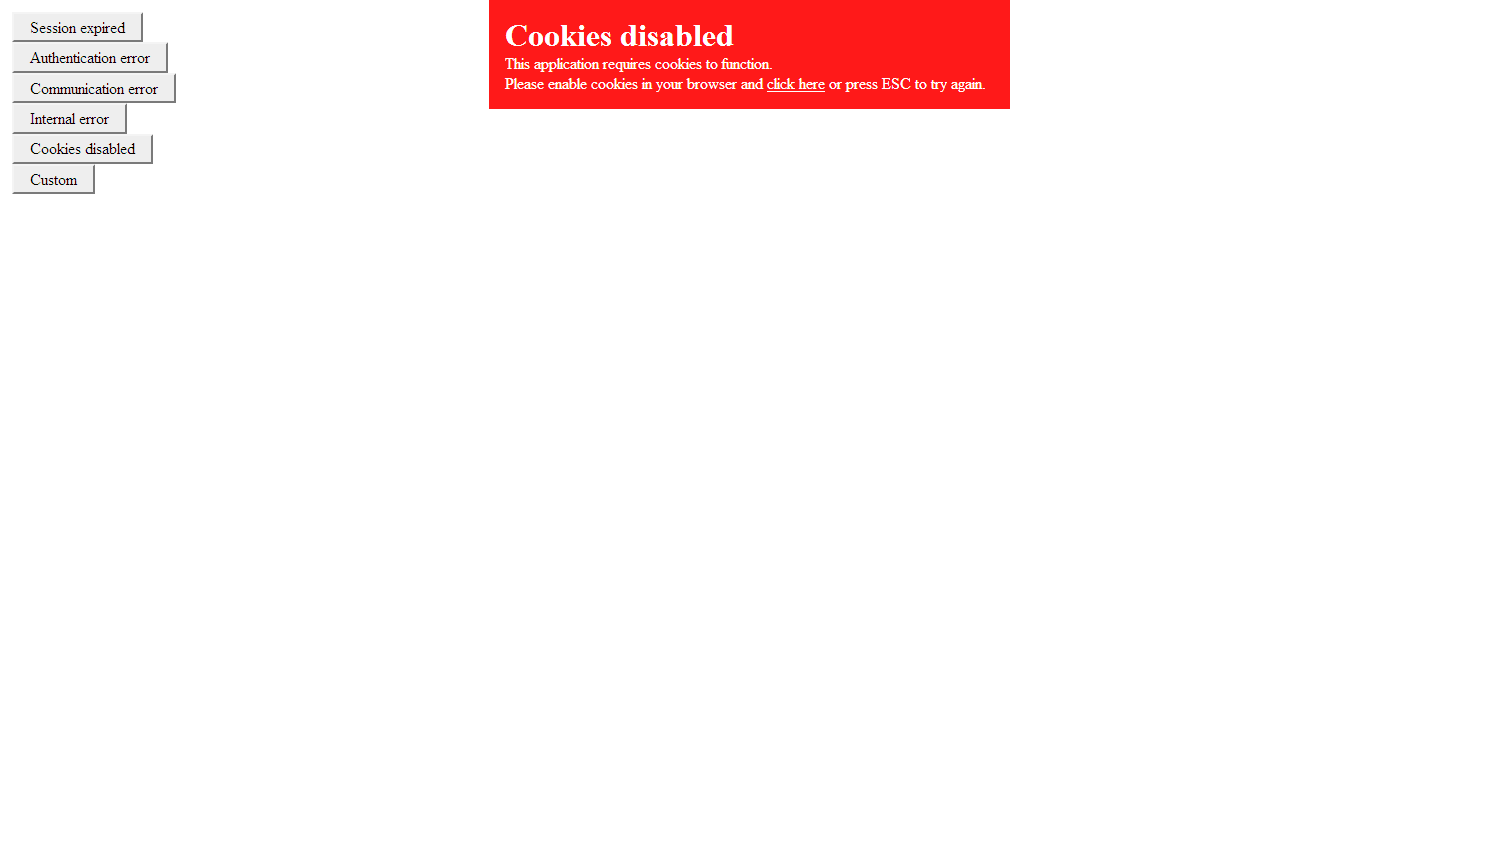 Session expired
Authentication error
Communication error
Internal error
Cookies disabled
Custom
Cookies disabled
This application requires cookies to function.
Please enable cookies in your browser and click here or press ESC to try again.